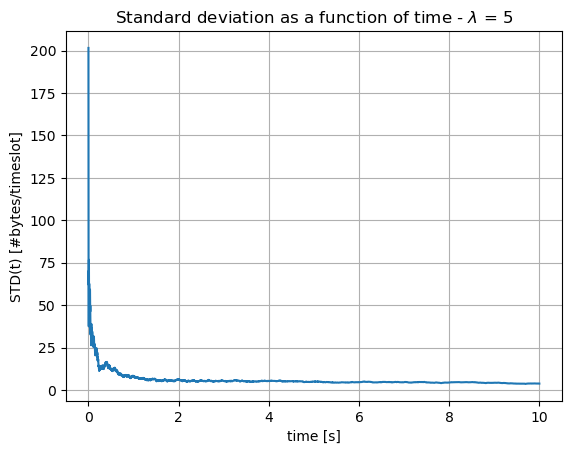 Standard deviation as a function of time - λ = 5
STD(t) [#bytes/timeslot]
200
175
150
125
100
75
50
25
0
0 2 4 6 8 10
time [s]